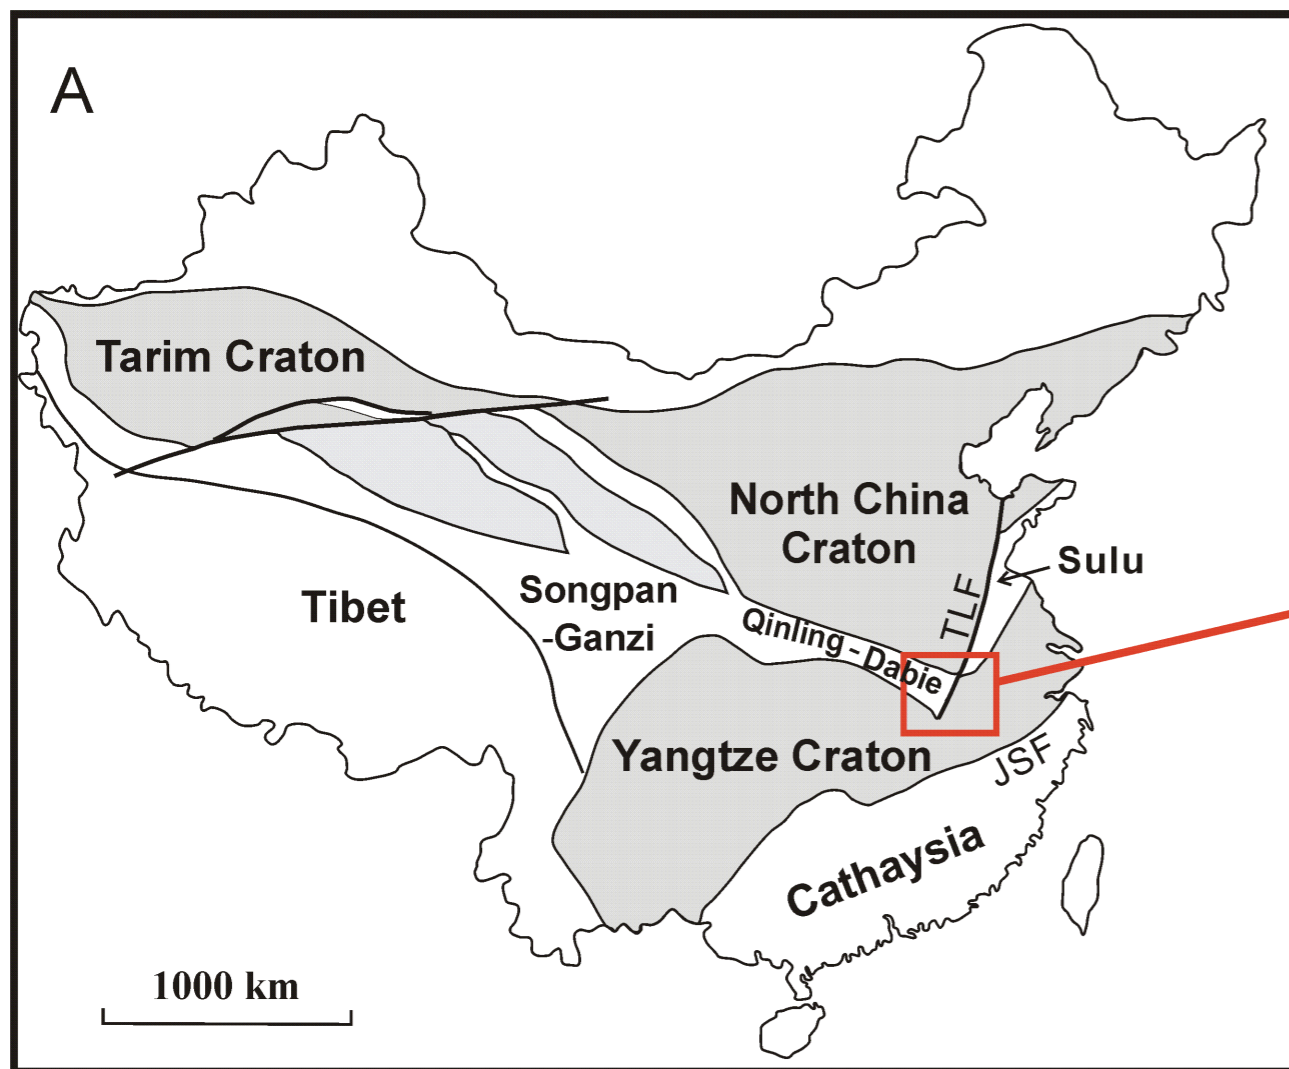 A
Tarim Craton
North China
Craton
Sulu
TLF
Songpan
-Ganzi
Tibet
Qinling - Dabie
Yangtze Craton
JSF
Cathaysia
1000 km